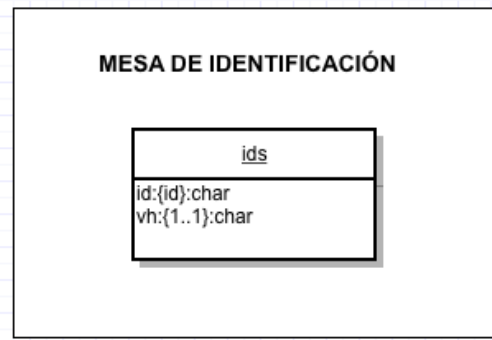 MESA DE IDENTIFICACIÓN
ids
id:{id}:char
vh:{1..1}:char